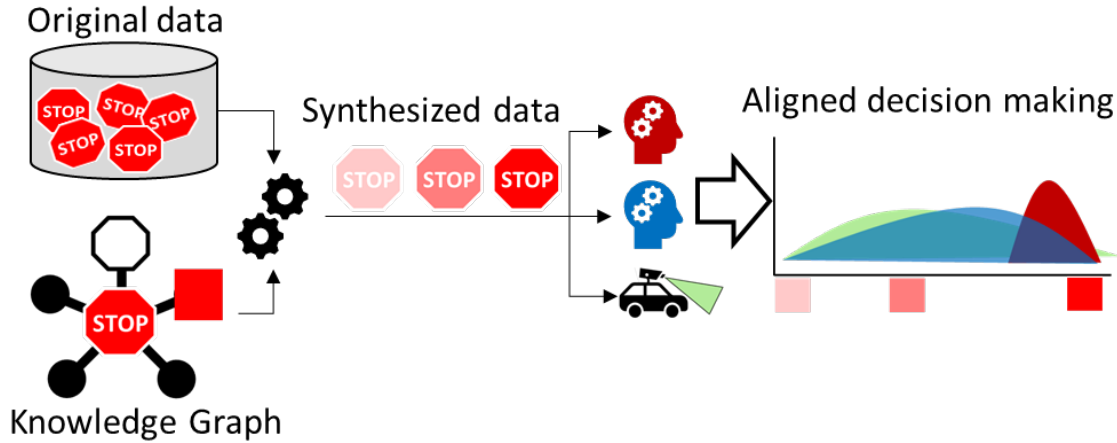 Original data
STOP
STOP
STOP
STOP
STOP
Synthesized data
STOP
STOP
STOP
Aligned decision making
STOP
Knowledge Graph